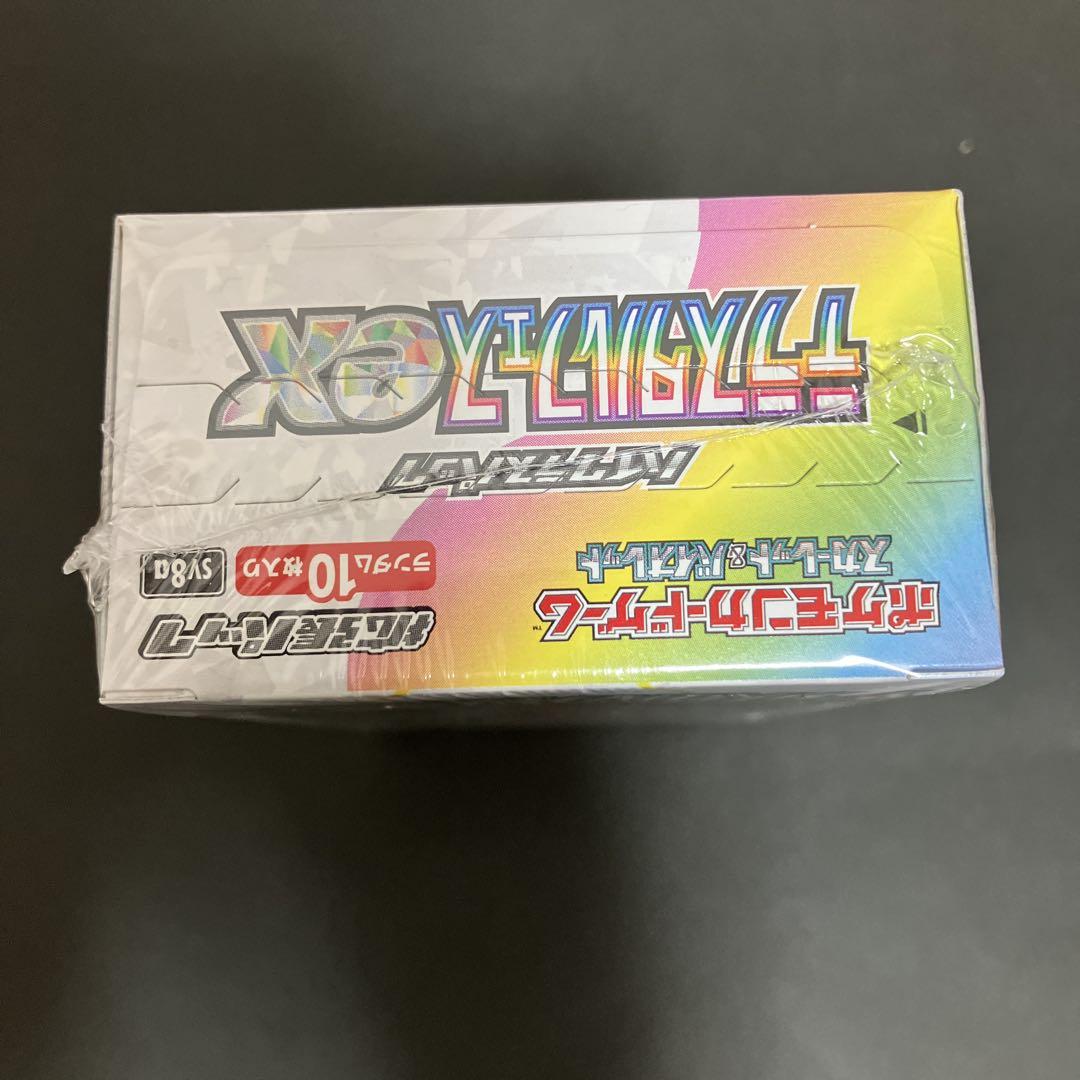 ポケモンカードゲーム™
スカーレット&バイオレット
拡張パック
ランダム10枚入り
sv8a
ハイクラスパック
テラスタルフェスex